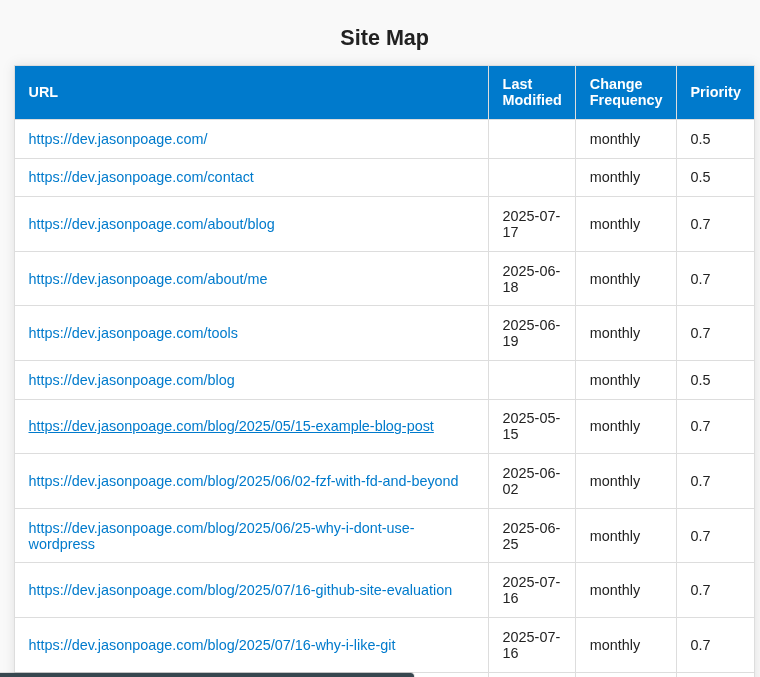 Site Map
URL
Last
Modified
Change
Frequency
Priority
https://dev.jasonpoage.com/ monthly 0.5
https://dev.jasonpoage.com/contact monthly 0.5
https://dev.jasonpoage.com/about/blog 2025-07-
17 monthly 0.7
https://dev.jasonpoage.com/about/me 2025-06-
18 monthly 0.7
https://dev.jasonpoage.com/tools 2025-06-
19 monthly 0.7
https://dev.jasonpoage.com/blog monthly 0.5
https://dev.jasonpoage.com/blog/2025/05/15-example-blog-post 2025-05-
15 monthly 0.7
https://dev.jasonpoage.com/blog/2025/06/02-fzf-with-fd-and-beyond 2025-06-
02 monthly 0.7
https://dev.jasonpoage.com/blog/2025/06/25-why-i-dont-use-
wordpress 2025-06-
25 monthly 0.7
https://dev.jasonpoage.com/blog/2025/07/16-github-site-evaluation 2025-07-
16 monthly 0.7
https://dev.jasonpoage.com/blog/2025/07/16-why-i-like-git 2025-07-
16 monthly 0.7